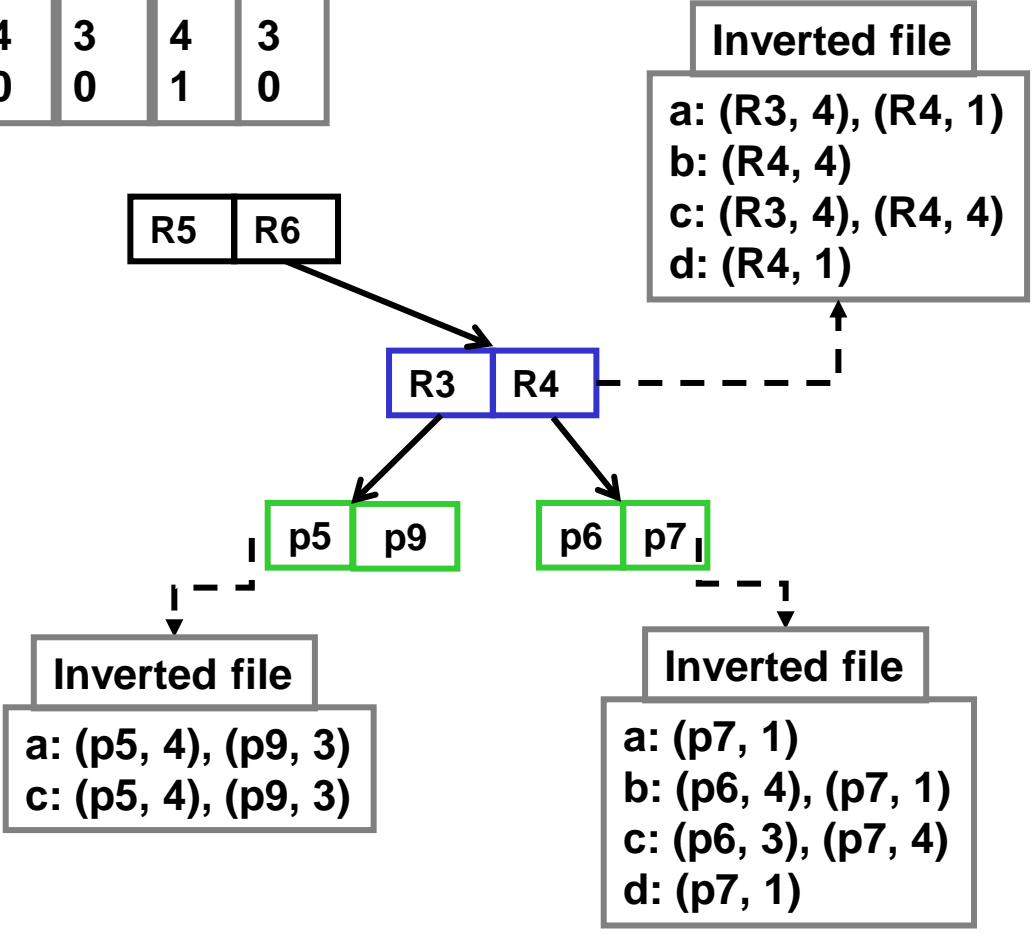 4 3 4 3
0 0 1 0
Inverted file
a: (R3, 4), (R4, 1)
b: (R4, 4)
c: (R3, 4), (R4, 4)
d: (R4, 1)
R5 R6
R3 R4
p5 p9
p6 p7
Inverted file
a: (p5, 4), (p9, 3)
c: (p5, 4), (p9, 3)
Inverted file
a: (p7, 1)
b: (p6, 4), (p7, 1)
c: (p6, 3), (p7, 4)
d: (p7, 1)